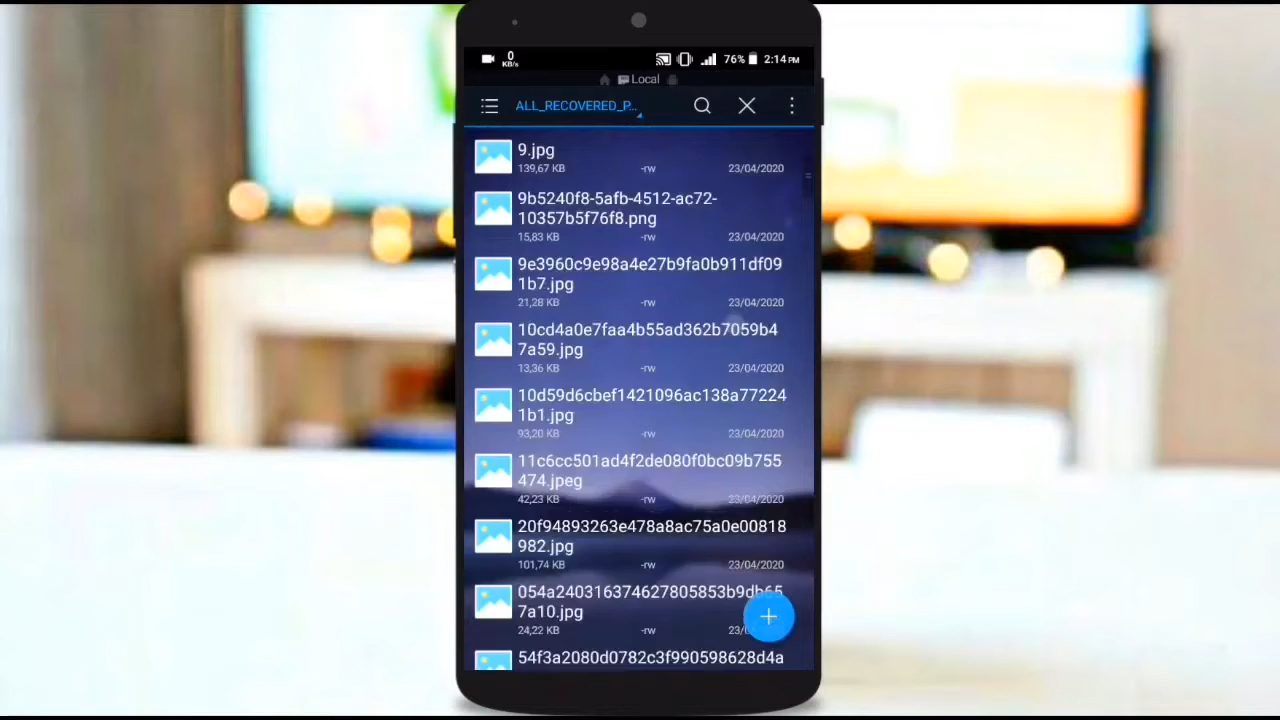 0
KB/s
76%
2:14 PM
Local
ALL_RECOVERED_P..
9.jpg
139,67 KB -rw 23/04/2020
9b5240f8-5afb-4512-ac72-
10357b5f76f8.png
15,83 KB -rw 23/04/2020
9e3960c9e98a4e27b9fa0b911df09
1b7.jpg
21,28 KB -rw 23/04/2020
10cd4a0e7faa4b55ad362b7059b4
7a59.jpg
13,36 KB -rw 23/04/2020
10d59d6cbef1421096ac138a77224
1b1.jpg
93,20 KB -rw 23/04/2020
11c6cc501ad4f2de080f0bc09b755
474.jpeg
42,23 KB -rw 23/04/2020
20f94893263e478a8ac75a0e00818
982.jpg
101,74 KB -rw 23/04/2020
054a240316374627805853b9db65
7a10.jpg
24,22 KB -rw 23/0
54f3a2080d0782c3f990598628d4a